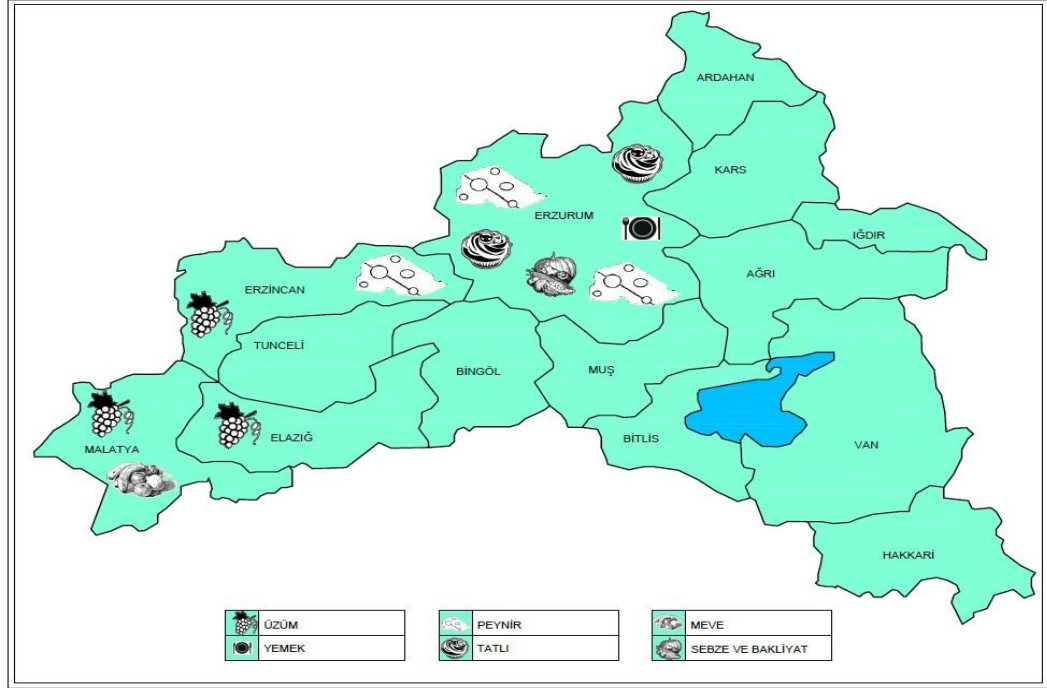 ARDAHAN
KARS
ERZURUM
IĞDIR
AĞRI
ERZİNCAN
TUNCELİ
BİNGÖL
MUŞ
ELAZIĞ
BİTLİS
MALATYA
VAN
HAKKARİ
ÜZÜM
PEYNİR
MEVE
YEMEK
TATLI
SEBZE VE BAKLİYAT